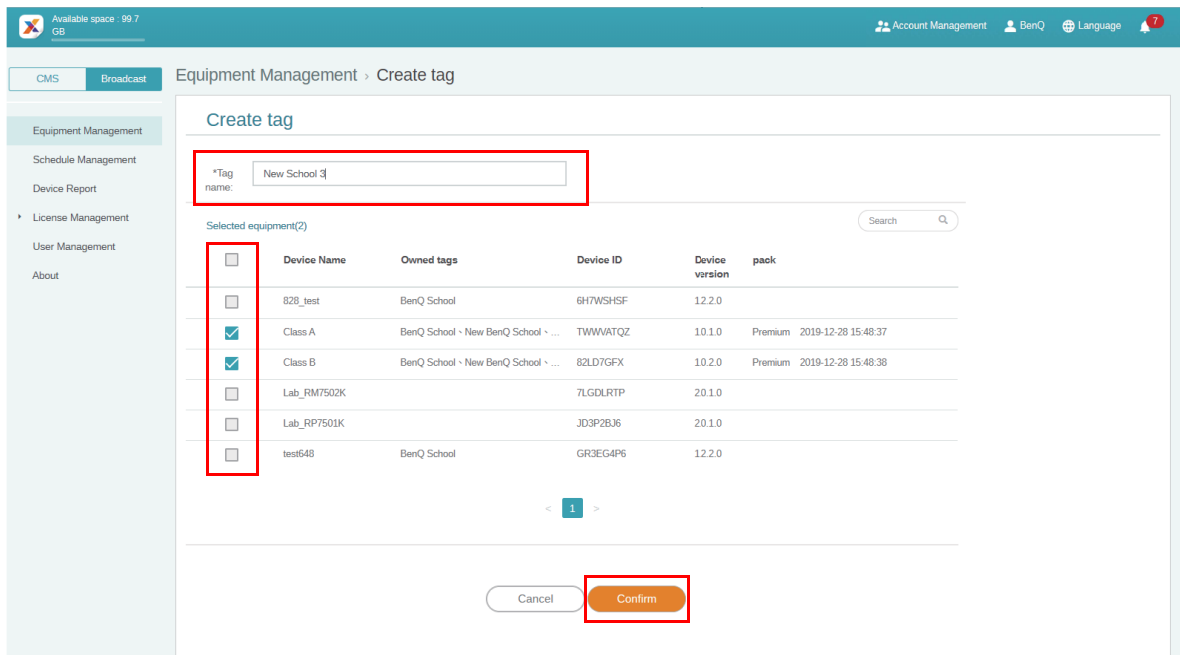 Available space : 99.7
GB
Account Management
BenQ
Language
7
CMS
Broadcast
Equipment Management › Create tag
Equipment Management
Schedule Management
Device Report
License Management
User Management
About
Create tag
*Tag
name:
New School 3
Selected equipment(2)
Search
Device Name Owned tags Device ID Device version pack
828_test BenQ School 6H7WSHSF 1.2.2.0
Class A BenQ School、New BenQ School、... TWWVATQZ 1.0.1.0 Premium 2019-12-28 15:48:37
Class B BenQ School、New BenQ School、... 82LD7GFX 1.0.2.0 Premium 2019-12-28 15:48:38
Lab_RM7502K 7LGDLRTP 2.0.1.0
Lab_RP7501K JD3P2BJ6 2.0.1.0
test648 BenQ School GR3EG4P6 1.2.2.0
< 1 >
Cancel
Confirm